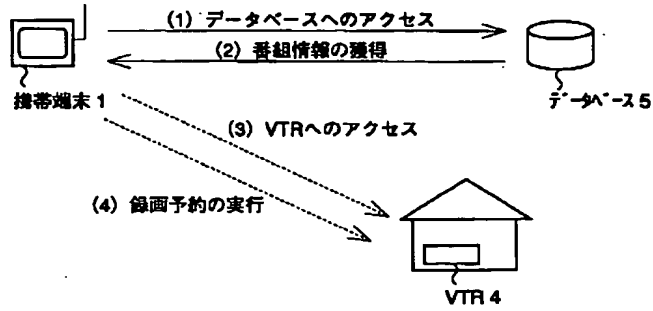 (1) データベースへのアクセス
(2) 番組情報の獲得
携帯端末 1
データベース 5
(3) VTRへのアクセス
(4) 録画予約の実行
VTR 4